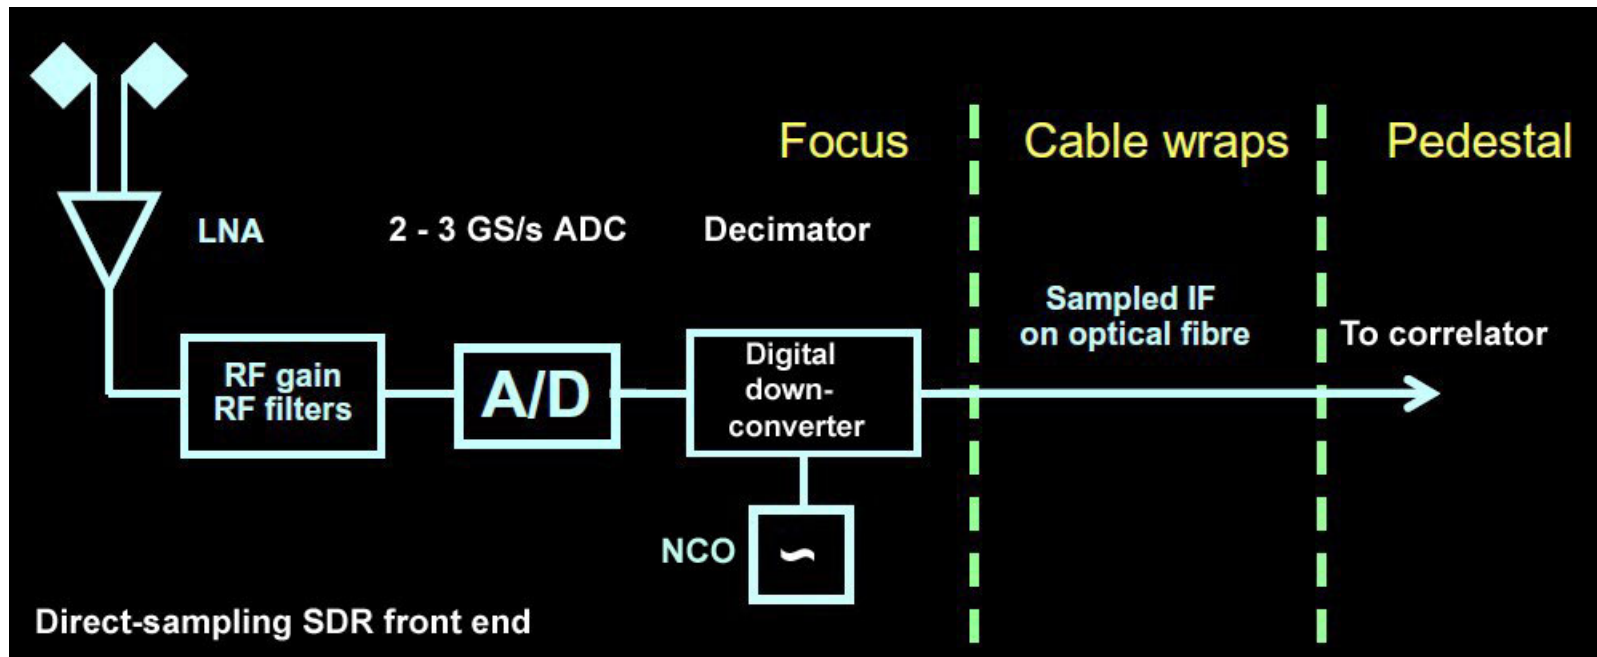 Focus
Cable wraps
Pedestal
LNA
2 - 3 GS/s ADC
Decimator
Sampled IF
on optical fibre
To correlator
RF gain
RF filters
A/D
Digital
down-
converter
NCO
Direct-sampling SDR front end